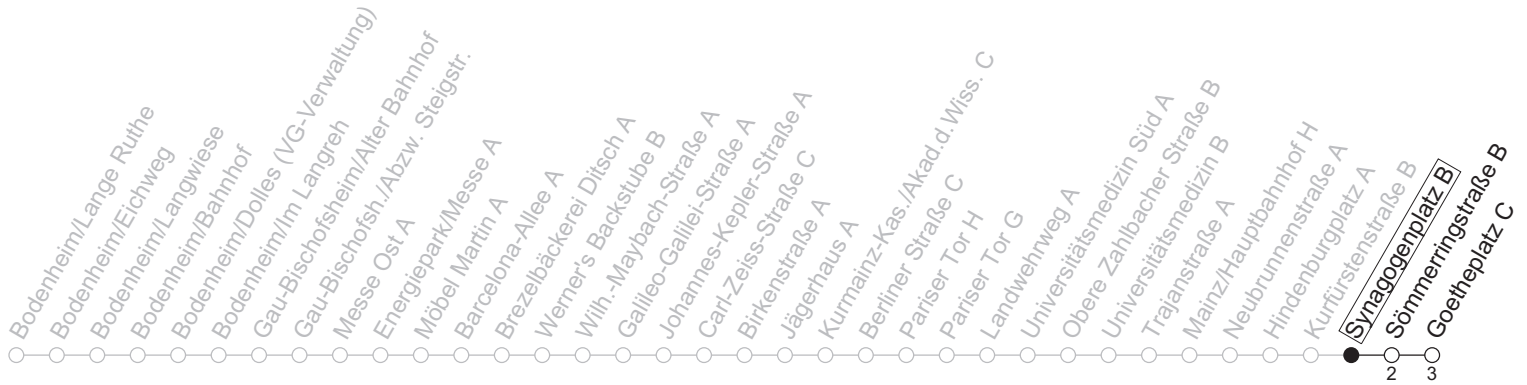 Bodenheim/Lange Ruthe
Bodenheim/Eichweg
Bodenheim/Langwiese
Bodenheim/Bahnhof
Bodenheim/Dolles (VG-Verwaltung)
Bodenheim/Im Langreh
Gau-Bischofsheim/Alter Bahnhof
Gau-Bischofsh./Abzw. Steigstr.
Messe Ost A
Energiepark/Messe A
Möbel Martin A
Barcelona-Allee A
Brezelbäckerei Ditsch A
Werner's Backstube B
Wilh.-Maybach-Straße A
Galileo-Galilei-Straße A
Johannes-Kepler-Straße A
Carl-Zeiss-Straße C
Birkenstraße A
Jägerhaus A
Kurmainz-Kas./Akad.d.Wiss. C
Berliner Straße C
Pariser Tor H
Pariser Tor G
Landwehrweg A
Universitätsmedizin Süd A
Obere Zahlbacher Straße B
Universitätsmedizin B
Trajanstraße A
Mainz/Hauptbahnhof H
Neubrunnenstraße A
Hindenburgplatz A
Kurfürstenstraße B
Synagogenplatz B
Sömmerringstraße B
Goetheplatz C
2
3